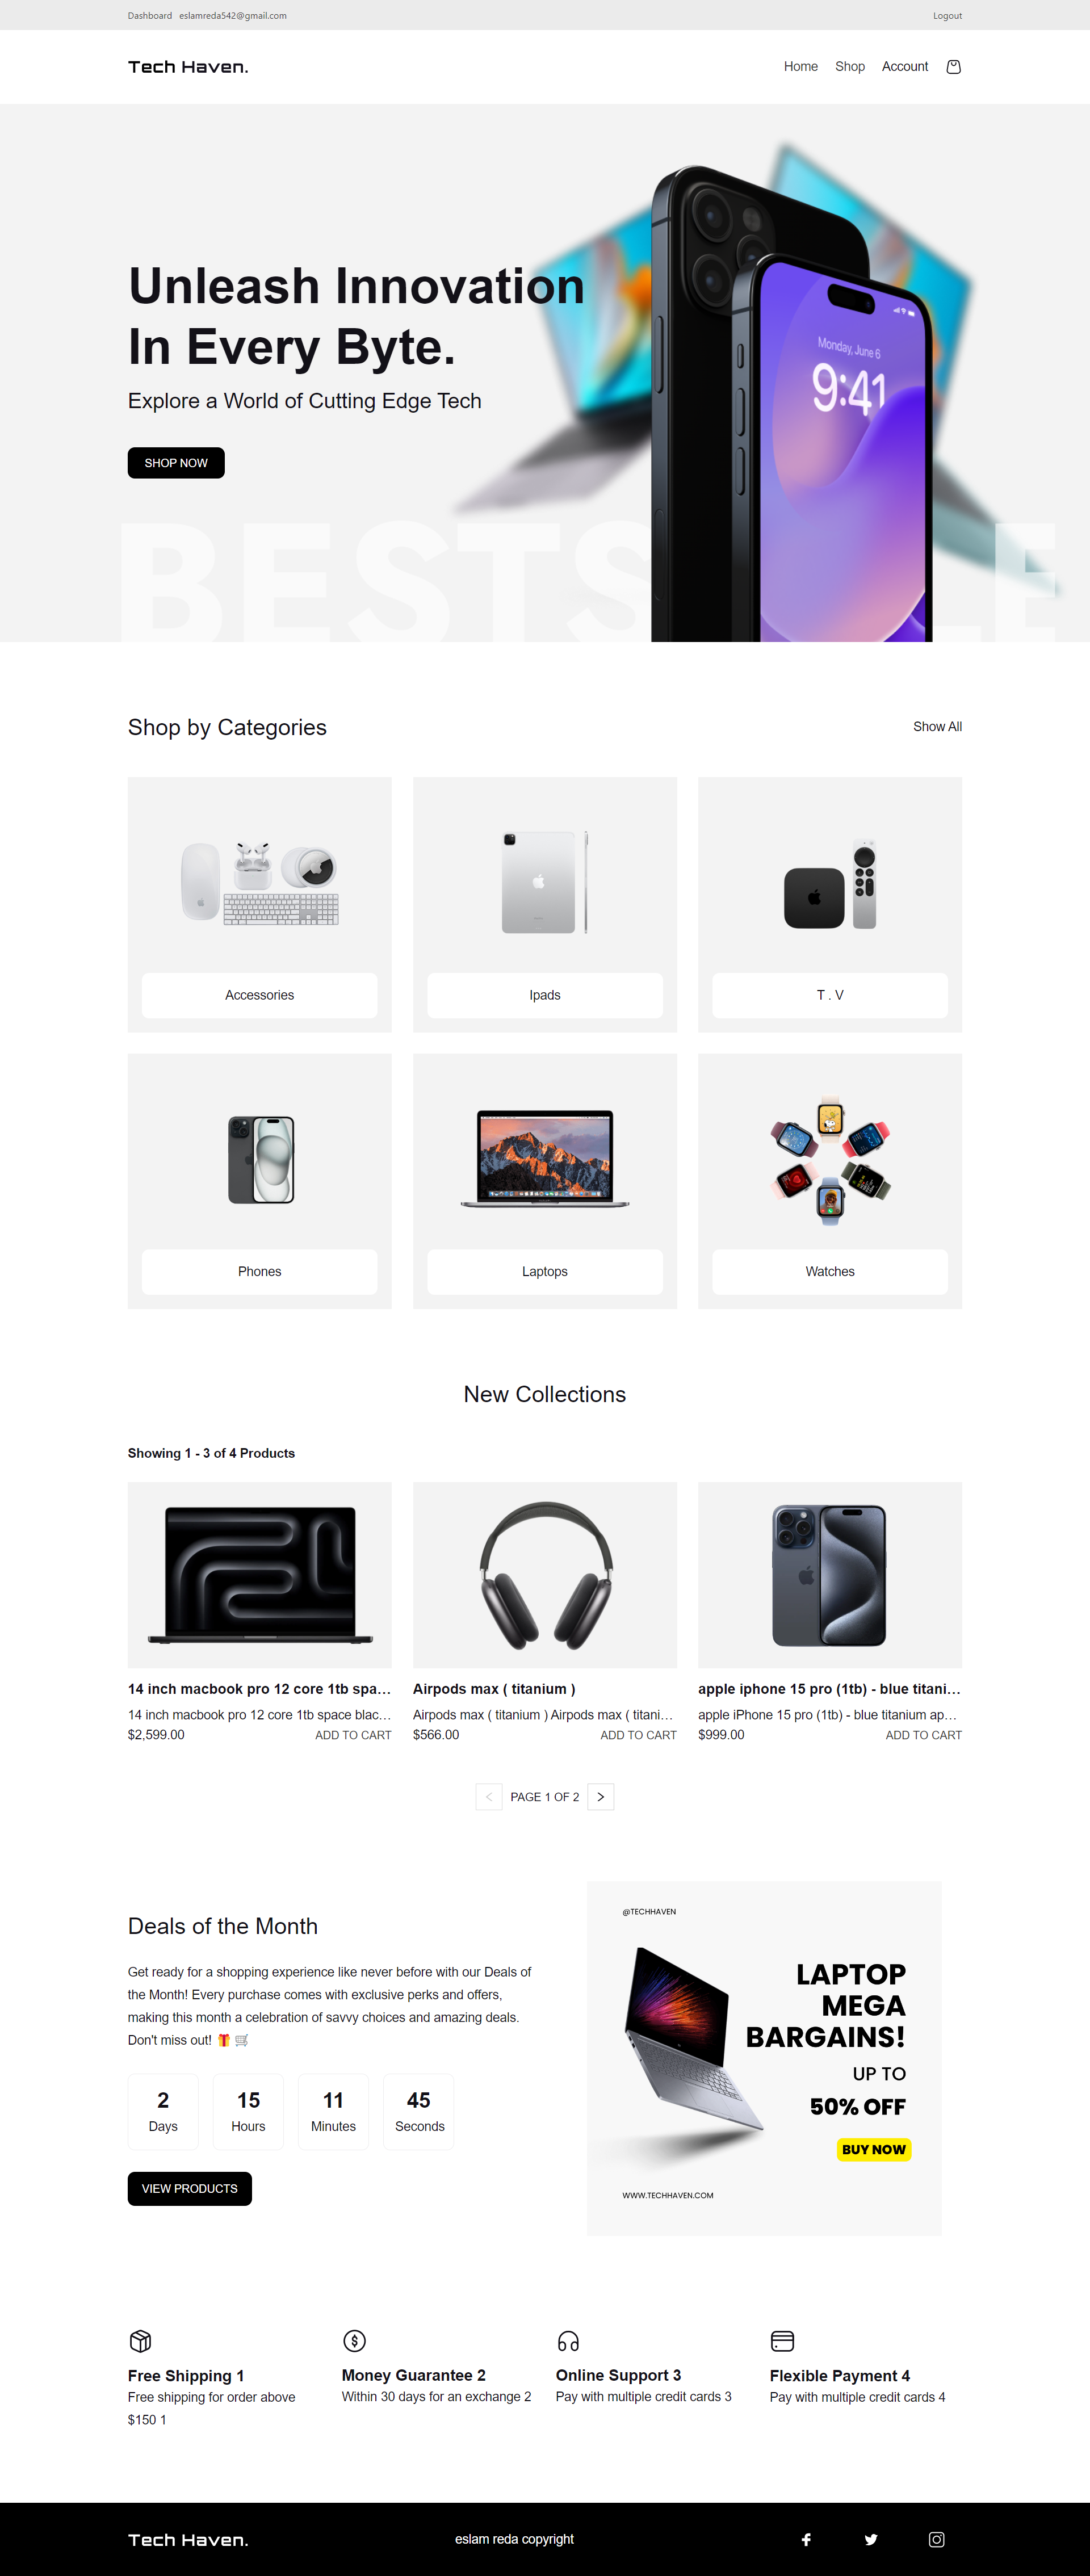 Dashboard eslamreda542@gmail.com Logout
Tech Haven. Home Shop Account
Unleash Innovation
In Every Byte.
Explore a World of Cutting Edge Tech
SHOP NOW
Monday, June 6
9:41
BESTS LE
Shop by Categories Show All
Accessories Ipads T . V
Phones Laptops Watches
New Collections
Showing 1 - 3 of 4 Products
14 inch macbook pro 12 core 1tb spa... Airpods max ( titanium ) apple iphone 15 pro (1tb) - blue titani...
14 inch macbook pro 12 core 1tb space blac... Airpods max ( titanium ) Airpods max ( titani... apple iPhone 15 pro (1tb) - blue titanium ap...
$2,599.00 ADD TO CART $566.00 ADD TO CART $999.00 ADD TO CART
< PAGE 1 OF 2 >
Deals of the Month
Get ready for a shopping experience like never before with our Deals of
the Month! Every purchase comes with exclusive perks and offers,
making this month a celebration of savvy choices and amazing deals.
Don't miss out! 🎁 🛒
2 15 11 45
Days Hours Minutes Seconds
VIEW PRODUCTS
@TECHHAVEN
LAPTOP
MEGA
BARGAINS!
UP TO
50% OFF
BUY NOW
WWW.TECHHAVEN.COM
Free Shipping 1 Money Guarantee 2 Online Support 3 Flexible Payment 4
Free shipping for order above Within 30 days for an exchange 2 Pay with multiple credit cards 3 Pay with multiple credit cards 4
$150 1
Tech Haven. eslam reda copyright